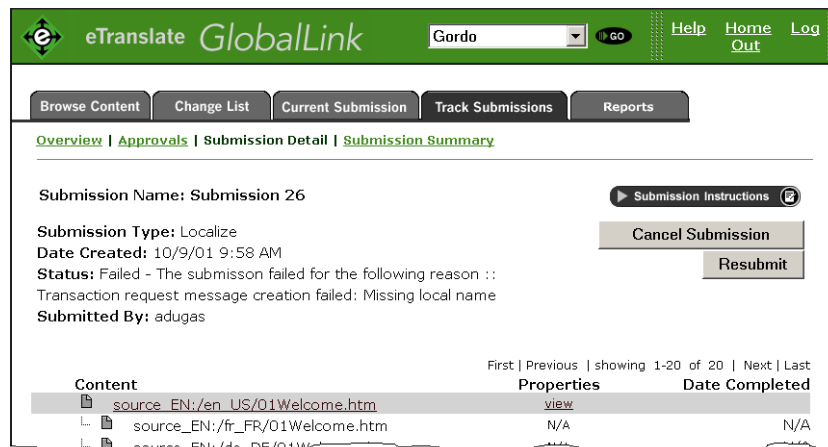 eTranslate GlobalLink Gordo GO Help Home Log Out
Browse Content Change List Current Submission Track Submissions Reports
Overview | Approvals | Submission Detail | Submission Summary
Submission Name: Submission 26 Submission Instructions
Submission Type: Localize Cancel Submission
Date Created: 10/9/01 9:58 AM
Status: Failed - The submisson failed for the following reason :: Resubmit
Transaction request message creation failed: Missing local name
Submitted By: adugas
First | Previous | showing 1-20 of 20 | Next | Last
Content Properties Date Completed
source_EN:/en_US/01Welcome.htm view
source_EN:/fr_FR/01Welcome.htm N/A N/A